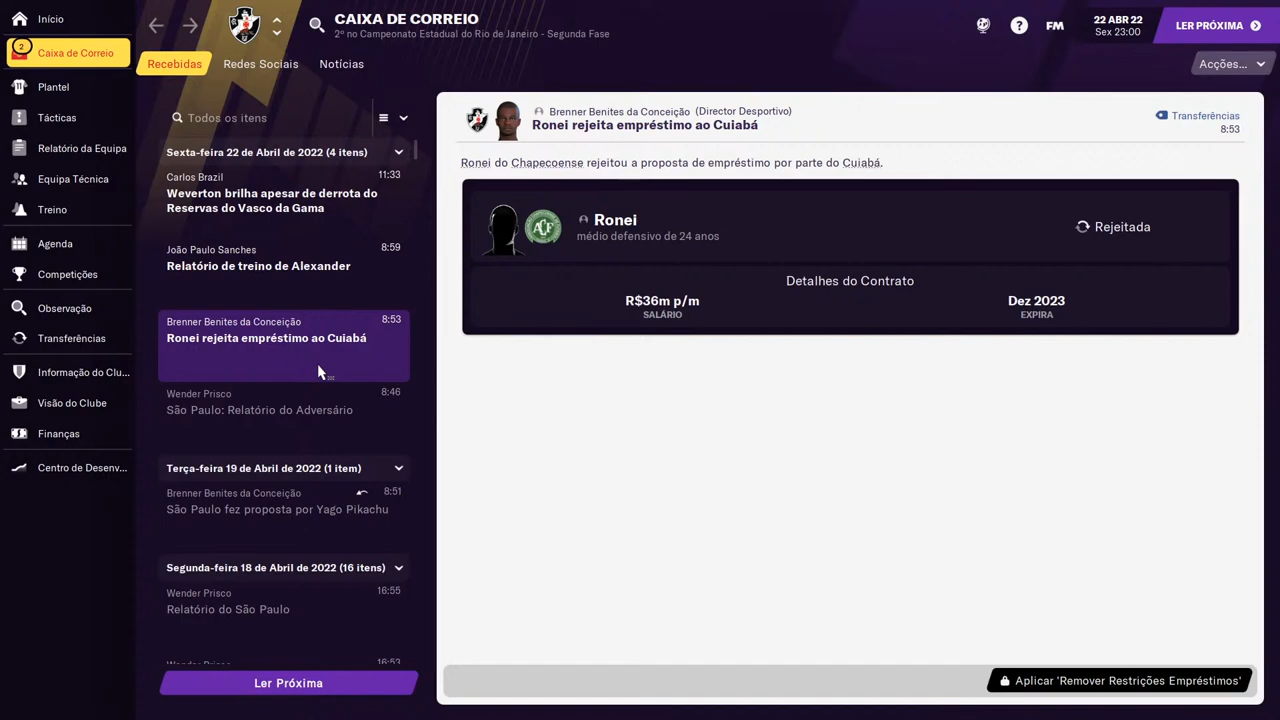 Início
2
Caixa de Correio
Plantel
Tácticas
Relatório da Equipa
Equipa Técnica
Treino
Agenda
Competições
Observação
Transferências
Informação do Clu...
Visão do Clube
Finanças
Centro de Desenv...
CAIXA DE CORREIO
2º no Campeonato Estadual do Rio de Janeiro - Segunda Fase
?
FM
22 ABR 22
Sex 23:00
LER PRÓXIMA
Recebidas
Redes Sociais
Notícias
Acções...
Todos os itens
Sexta-feira 22 de Abril de 2022 (4 itens)
Carlos Brazil
11:33
Weverton brilha apesar de derrota do
Reservas do Vasco da Gama
João Paulo Sanches
8:59
Relatório de treino de Alexander
Brenner Benites da Conceição
8:53
Ronei rejeita empréstimo ao Cuiabá
Wender Prisco
8:46
São Paulo: Relatório do Adversário
Terça-feira 19 de Abril de 2022 (1 item)
Brenner Benites da Conceição
8:51
São Paulo fez proposta por Yago Pikachu
Segunda-feira 18 de Abril de 2022 (16 itens)
Wender Prisco
16:55
Relatório do São Paulo
Wender Prisco
16:53
Ler Próxima
Brenner Benites da Conceição (Director Desportivo)
Ronei rejeita empréstimo ao Cuiabá
Transferências
8:53
Ronei do Chapecoense rejeitou a proposta de empréstimo por parte do Cuiabá.
Ronei
médio defensivo de 24 anos
Rejeitada
Detalhes do Contrato
R$36m p/m
SALÁRIO
Dez 2023
EXPIRA
Aplicar 'Remover Restrições Empréstimos'